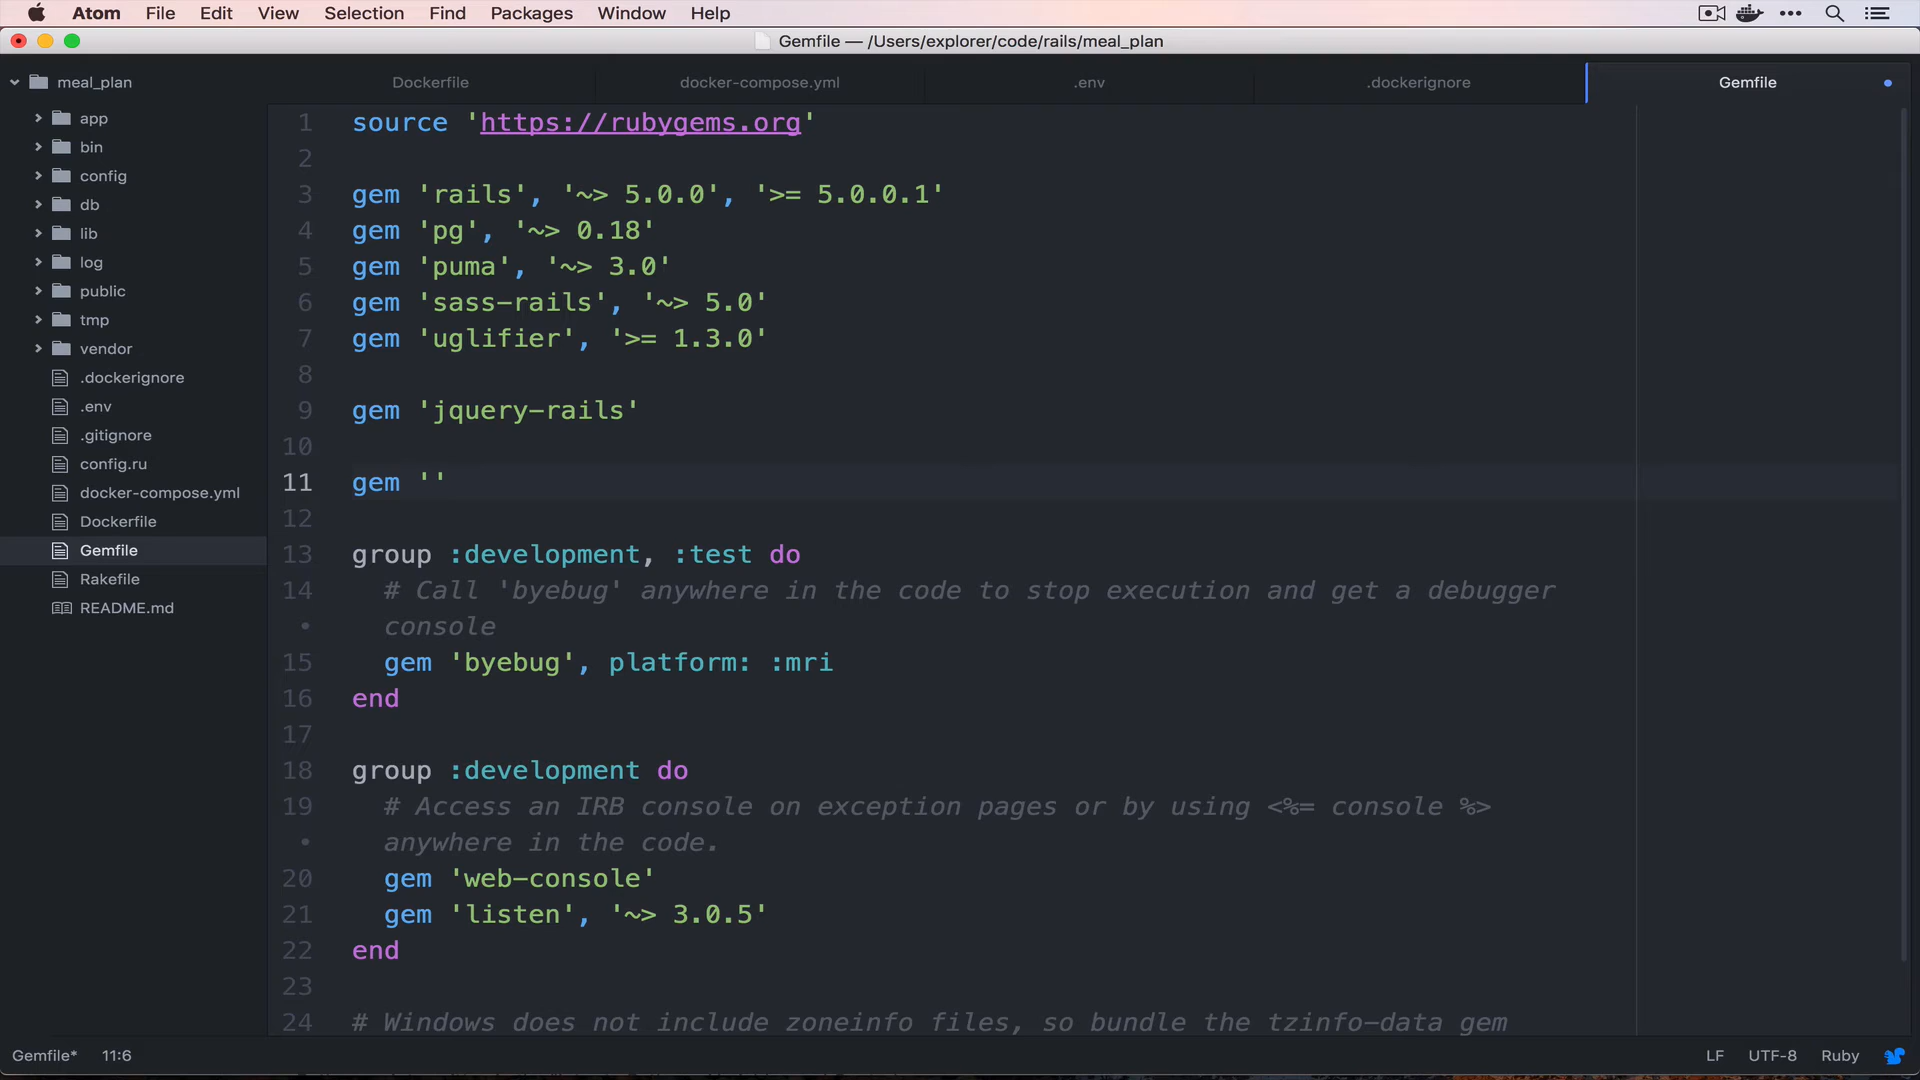 Atom File Edit View Selection Find Packages Window Help
Gemfile — /Users/explorer/code/rails/meal_plan
meal_plan
app
bin
config
db
lib
log
public
tmp
vendor
.dockerignore
.env
.gitignore
config.ru
docker-compose.yml
Dockerfile
Gemfile
Rakefile
README.md
Dockerfile docker-compose.yml .env .dockerignore Gemfile
1 source 'https://rubygems.org'
2
3 gem 'rails', '~> 5.0.0', '>= 5.0.0.1'
4 gem 'pg', '~> 0.18'
5 gem 'puma', '~> 3.0'
6 gem 'sass-rails', '~> 5.0'
7 gem 'uglifier', '>= 1.3.0'
8
9 gem 'jquery-rails'
10
11 gem ''
12
13 group :development, :test do
14 # Call 'byebug' anywhere in the code to stop execution and get a debugger
• console
15 gem 'byebug', platform: :mri
16 end
17
18 group :development do
19 # Access an IRB console on exception pages or by using <%= console %>
• anywhere in the code.
20 gem 'web-console'
21 gem 'listen', '~> 3.0.5'
22 end
23
24 # Windows does not include zoneinfo files, so bundle the tzinfo-data gem
Gemfile* 11:6 LF UTF-8 Ruby